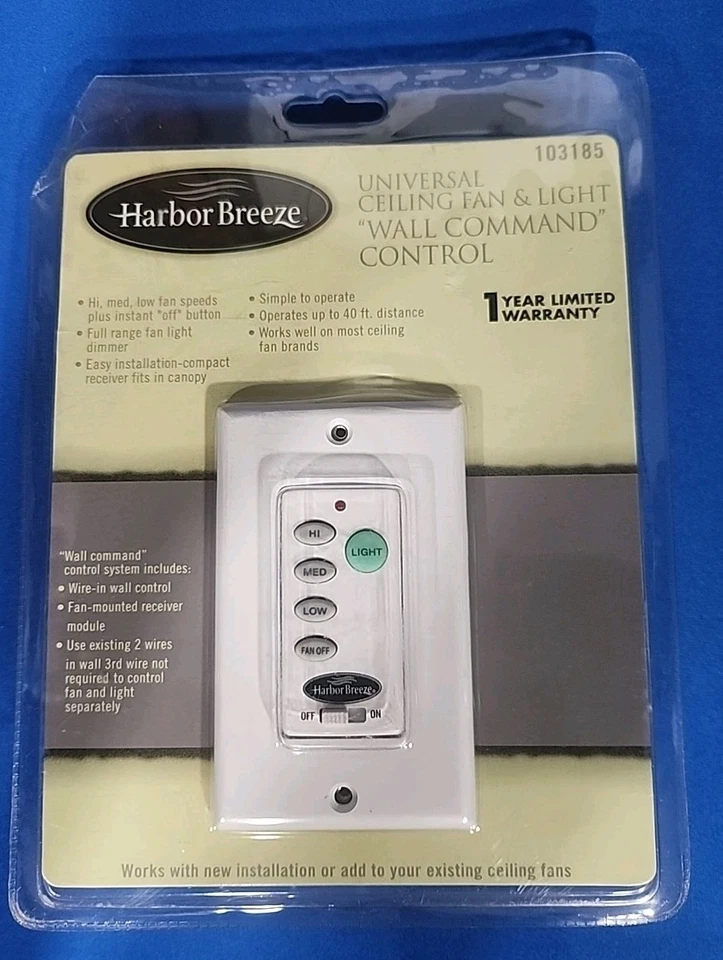 103185
Harbor Breeze
UNIVERSAL
CEILING FAN & LIGHT
"WALL COMMAND"
CONTROL
• Hi, med, low fan speeds
plus instant "off" button
• Full range fan light
dimmer
• Easy installation-compact
receiver fits in canopy
• Simple to operate
• Operates up to 40 ft. distance
• Works well on most ceiling
fan brands
1 YEAR LIMITED
WARRANTY
"Wall command"
control system includes:
• Wire-in wall control
• Fan-mounted receiver
module
• Use existing 2 wires
in wall 3rd wire not
required to control
fan and light
separately
HI
LIGHT
MED
LOW
FAN OFF
Harbor Breeze®
OFF ON
Works with new installation or add to your existing ceiling fans